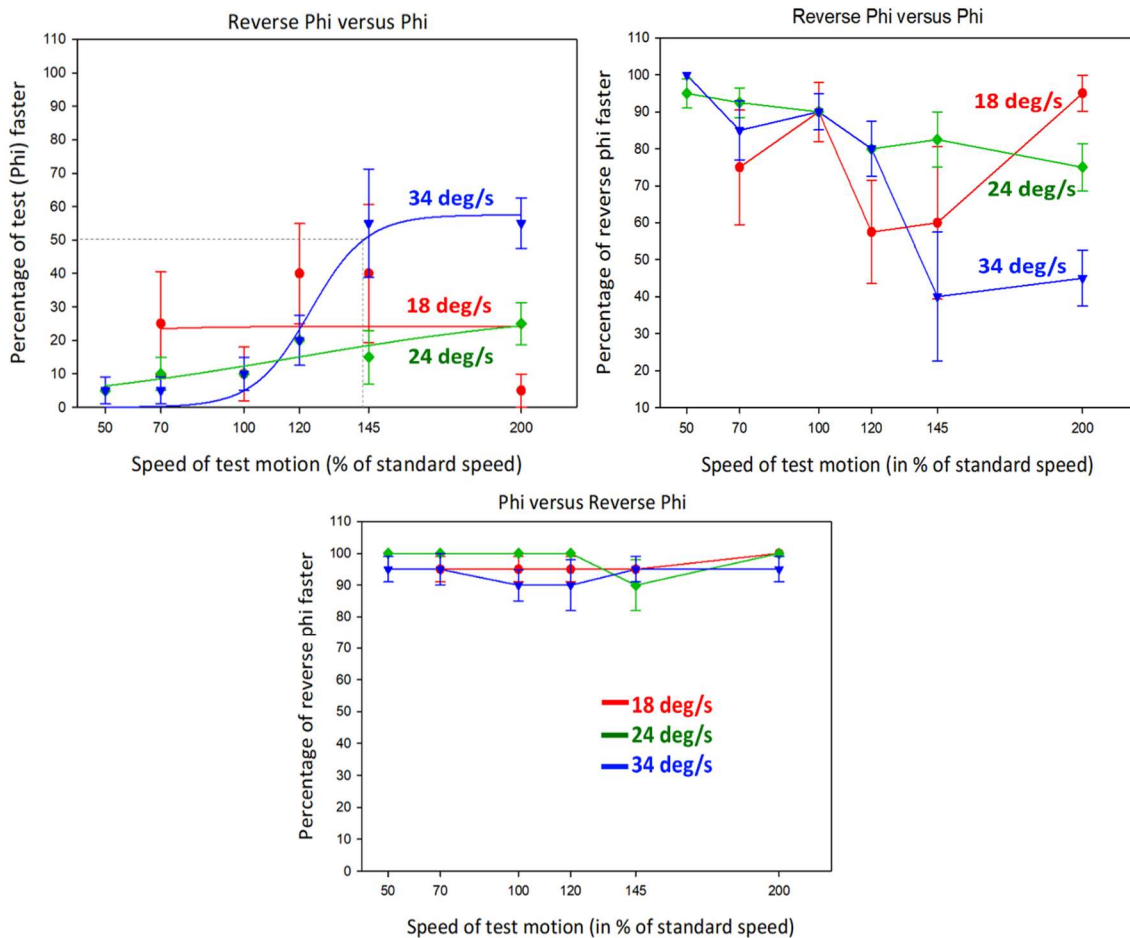 Reverse Phi versus Phi
110
100
90
80
70
60
50
40
30
20
10
0
Percentage of test (Phi) faster
34 deg/s
18 deg/s
24 deg/s
50 70 100 120 145 200
Speed of test motion (% of standard speed)
Reverse Phi versus Phi
110
100
90
80
70
60
50
40
30
20
10
Percentage of reverse phi faster
18 deg/s
24 deg/s
34 deg/s
50 70 100 120 145 200
Speed of test motion (in % of standard speed)
Phi versus Reverse Phi
110
100
90
80
70
60
50
40
30
20
10
0
Percentage of reverse phi faster
18 deg/s
24 deg/s
34 deg/s
50 70 100 120 145 200
Speed of test motion (in % of standard speed)